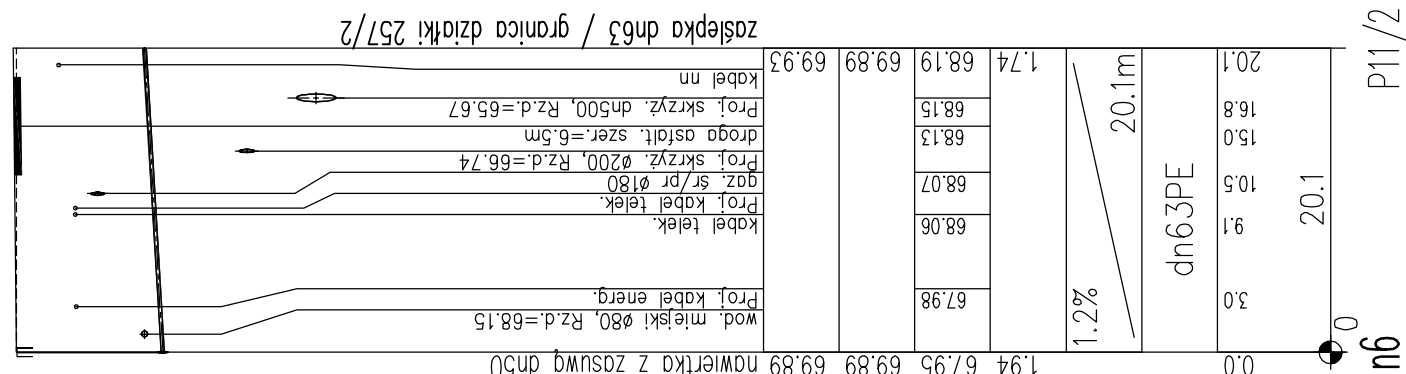 zaślepka dn63 / granica działki 257/2
69.93
69.89
68.19
1.74
20.1
kabel nn
Proj. skrzyż. dn500, Rz.d.=65.67
68.15
16.8
droga asfalt. szer.=6.5m
68.13
15.0
Proj. skrzyż. ø200, Rz.d.=66.74
gaz. śr/pr ø180
68.07
10.5
Proj. kabel telek.
kabel telek.
68.06
9.1
Proj. kabel energ.
67.98
3.0
wod. miejski ø80, Rz.d.=68.15
nawiertka z zasuwą dn50
69.89
69.89
67.95
1.94
0.0
1.2%
20.1m
dn63PE
20.1
0
n6
P11/2